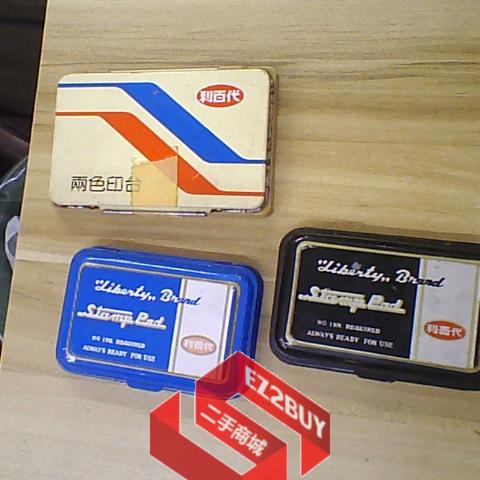 利百代
兩色印台
"Liberty" Brand
Stamp Pad
NO INK REQUIRED
ALWAYS READY FOR USE
利百代
"Liberty" Brand
Stamp Pad
NO INK REQUIRED
ALWAYS READY FOR USE
利百代
EZ2BUY
二手商城